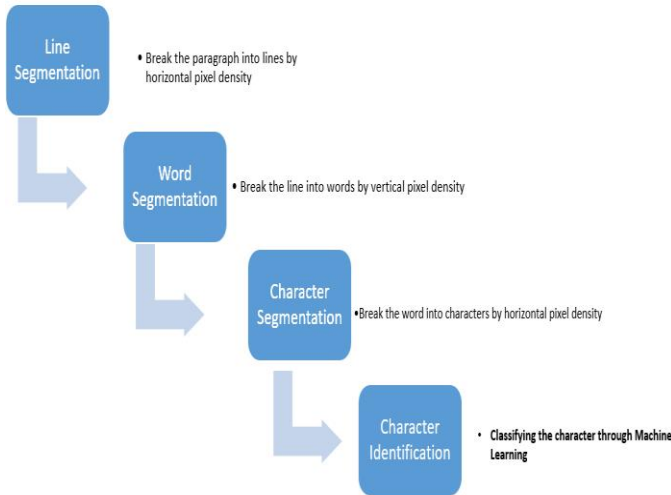 Line
Segmentation
• Break the paragraph into lines by
horizontal pixel density
Word
Segmentation
• Break the line into words by vertical pixel density
Character
Segmentation
•Break the word into characters by horizontal pixel density
Character
Identification
• Classifying the character through Machine
Learning